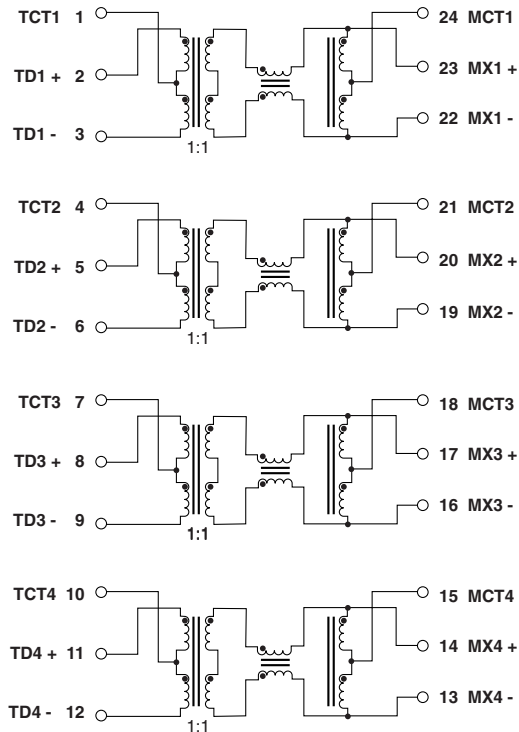 TCT1 1 24 MCT1
TD1 + 2 23 MX1 +
TD1 - 3 22 MX1 -
1:1
TCT2 4 21 MCT2
TD2 + 5 20 MX2 +
TD2 - 6 19 MX2 -
1:1
TCT3 7 18 MCT3
TD3 + 8 17 MX3 +
TD3 - 9 16 MX3 -
1:1
TCT4 10 15 MCT4
TD4 + 11 14 MX4 +
TD4 - 12 13 MX4 -
1:1